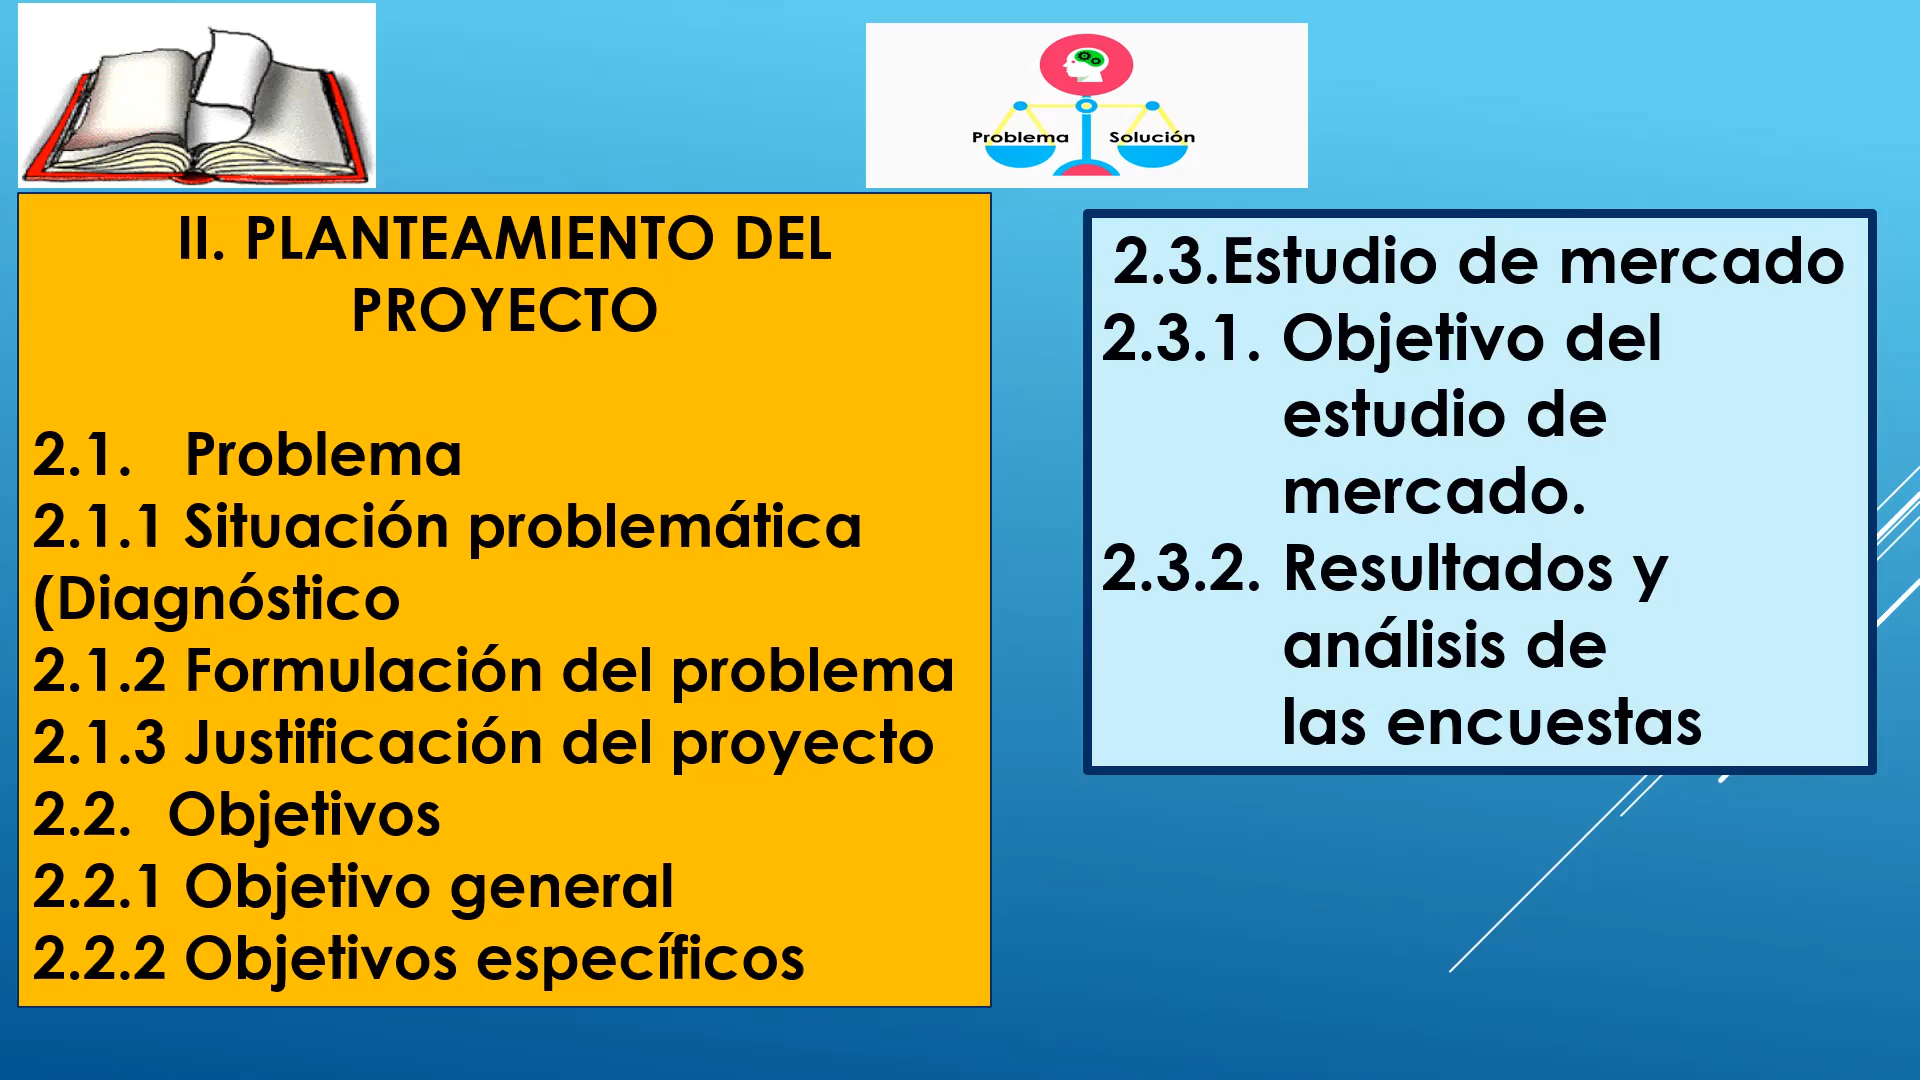 Problema Solución
II. PLANTEAMIENTO DEL
PROYECTO
2.1. Problema
2.1.1 Situación problemática
(Diagnóstico
2.1.2 Formulación del problema
2.1.3 Justificación del proyecto
2.2. Objetivos
2.2.1 Objetivo general
2.2.2 Objetivos específicos
2.3.Estudio de mercado
2.3.1. Objetivo del
estudio de
mercado.
2.3.2. Resultados y
análisis de
las encuestas